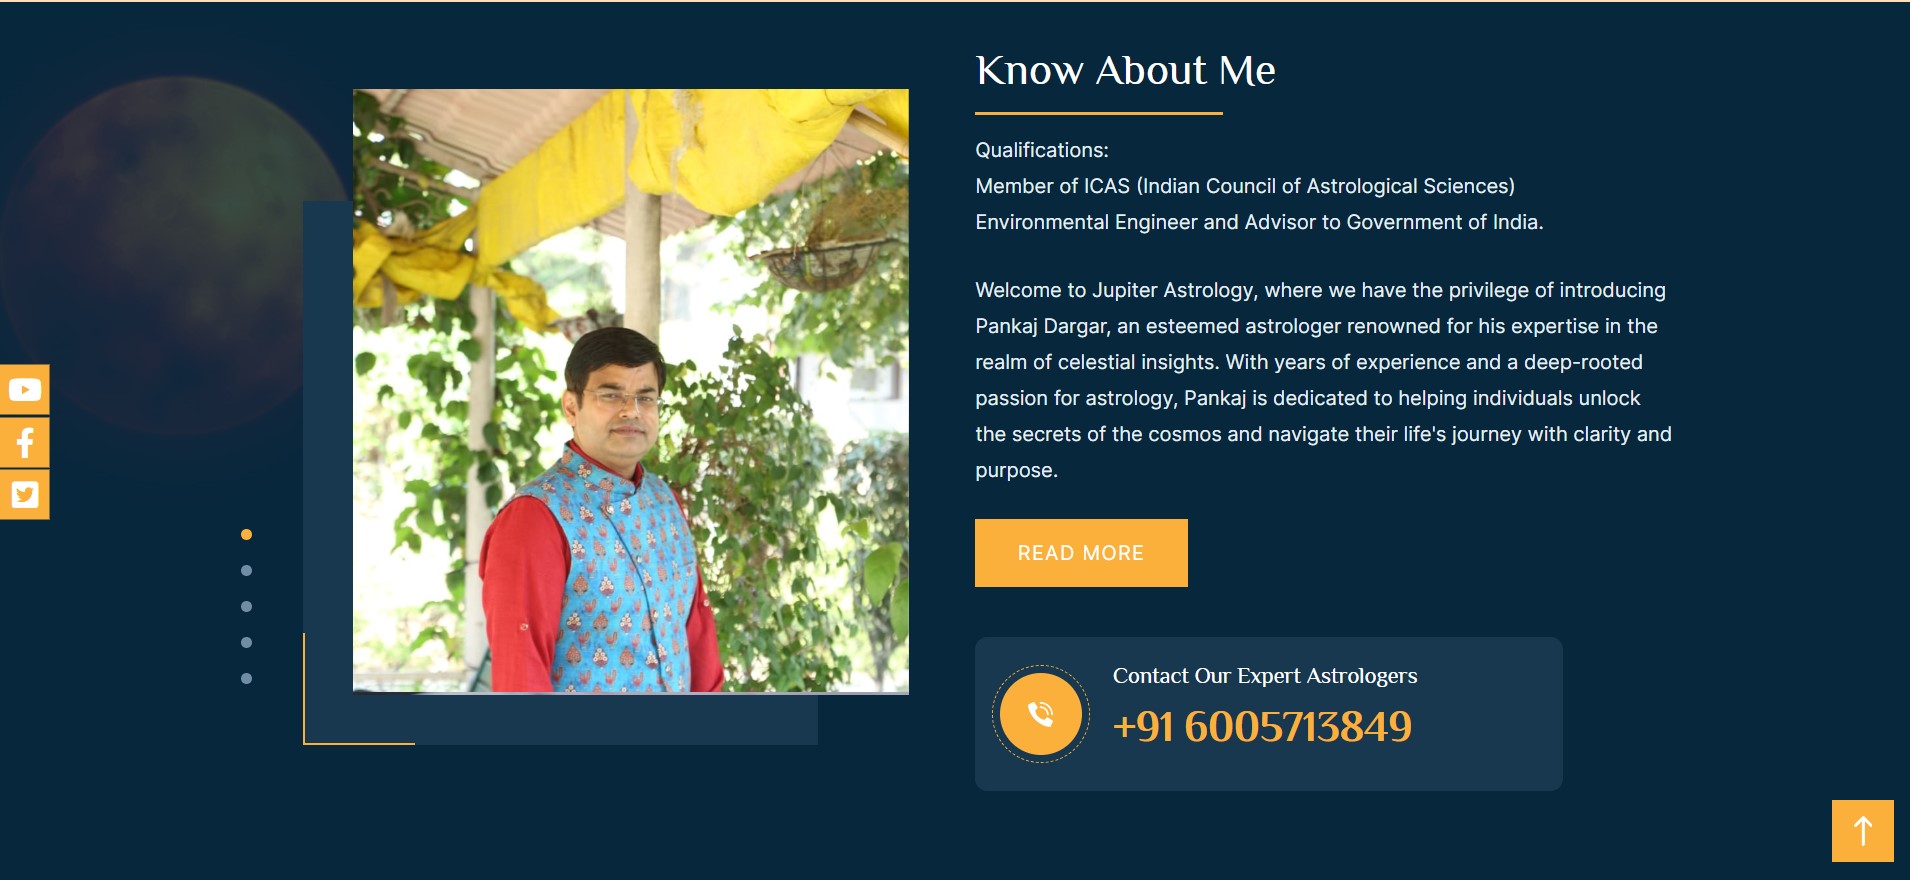 Know About Me
Qualifications:
Member of ICAS (Indian Council of Astrological Sciences)
Environmental Engineer and Advisor to Government of India.
Welcome to Jupiter Astrology, where we have the privilege of introducing
Pankaj Dargar, an esteemed astrologer renowned for his expertise in the
realm of celestial insights. With years of experience and a deep-rooted
passion for astrology, Pankaj is dedicated to helping individuals unlock
the secrets of the cosmos and navigate their life's journey with clarity and
purpose.
READ MORE
Contact Our Expert Astrologers
+91 6005713849